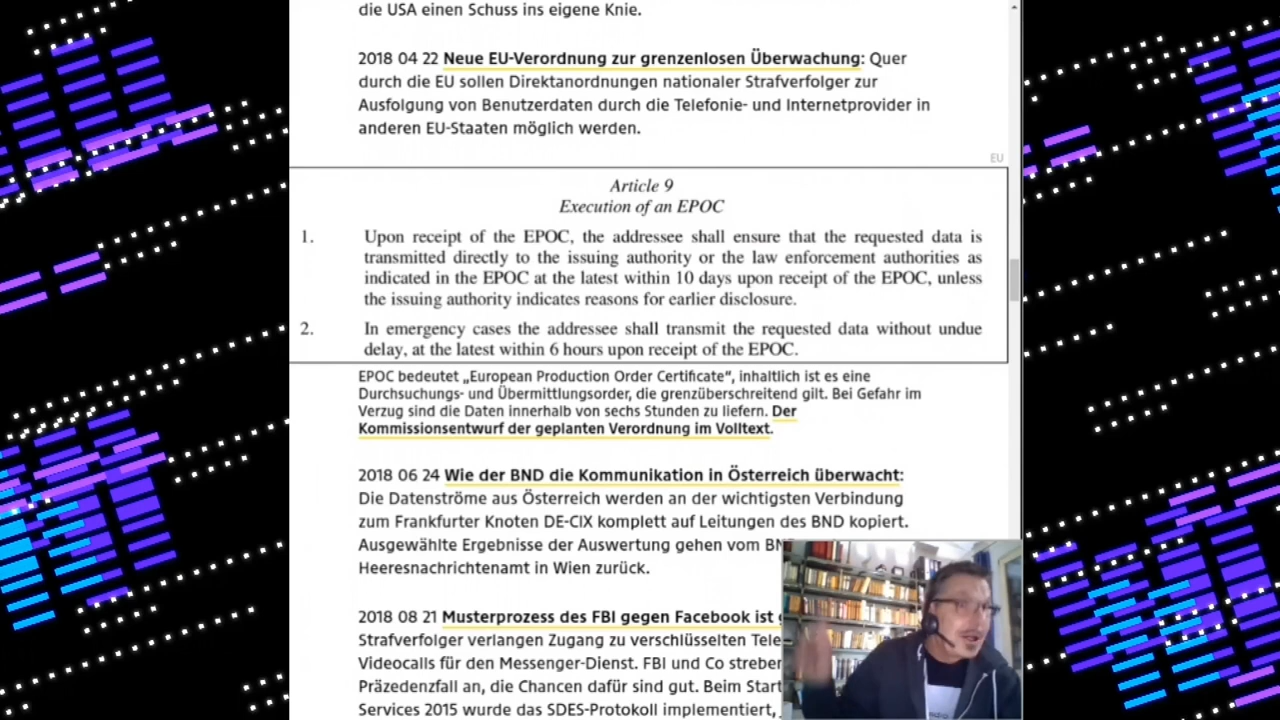 die USA einen Schuss ins eigene Knie.
2018 04 22 Neue EU-Verordnung zur grenzenlosen Überwachung: Quer
durch die EU sollen Direktanordnungen nationaler Strafverfolger zur
Ausfolgung von Benutzerdaten durch die Telefonie- und Internetprovider in
anderen EU-Staaten möglich werden.
EU
Article 9
Execution of an EPOC
1. Upon receipt of the EPOC, the addressee shall ensure that the requested data is
transmitted directly to the issuing authority or the law enforcement authorities as
indicated in the EPOC at the latest within 10 days upon receipt of the EPOC, unless
the issuing authority indicates reasons for earlier disclosure.
2. In emergency cases the addressee shall transmit the requested data without undue
delay, at the latest within 6 hours upon receipt of the EPOC.
EPOC bedeutet „European Production Order Certificate“, inhaltlich ist es eine
Durchsuchungs- und Übermittlungsorder, die grenzüberschreitend gilt. Bei Gefahr im
Verzug sind die Daten innerhalb von sechs Stunden zu liefern. Der
Kommissionsentwurf der geplanten Verordnung im Volltext.
2018 06 24 Wie der BND die Kommunikation in Österreich überwacht:
Die Datenströme aus Österreich werden an der wichtigsten Verbindung
zum Frankfurter Knoten DE-CIX komplett auf Leitungen des BND kopiert.
Ausgewählte Ergebnisse der Auswertung gehen vom
Heeresnachrichtenamt in Wien zurück.
2018 08 21 Musterprozess des FBI gegen Facebook ist
Strafverfolger verlangen Zugang zu verschlüsselten Tele
Videocalls für den Messenger-Dienst. FBI und Co streben
Präzedenzfall an, die Chancen dafür sind gut. Beim Start
Services 2015 wurde das SDES-Protokoll implementiert,